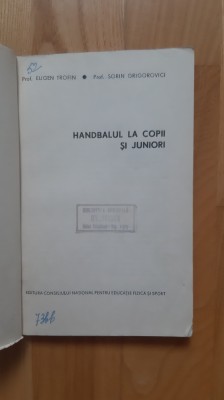 Prof. EUGEN TROFIN • Prof. SORIN GRIGOROVICI
HANDBALUL LA COPII
ȘI JUNIORI
EDITURA CONSILIULUI NAȚIONAL PENTRU EDUCAȚIE FIZICĂ ȘI SPORT